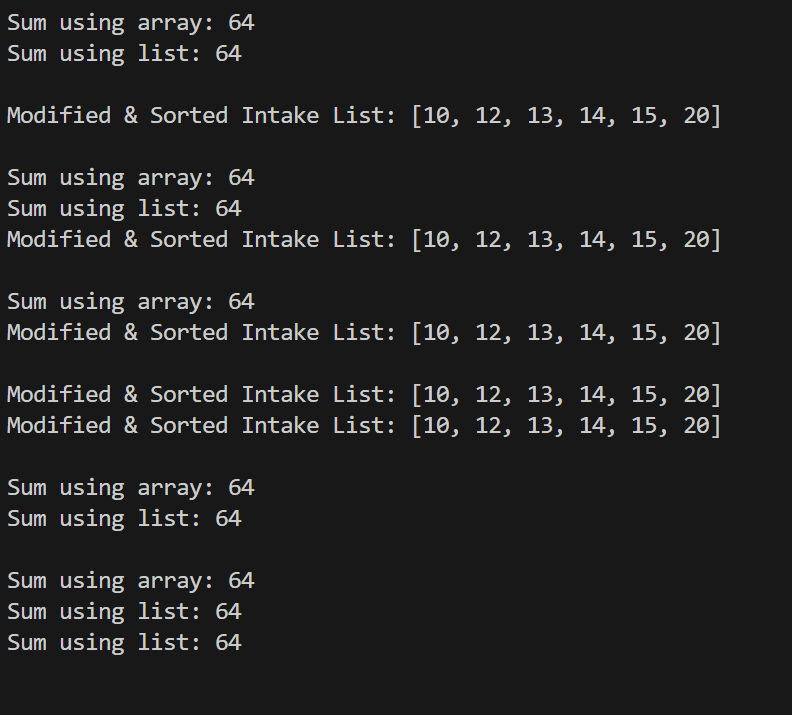 Sum using array: 64
Sum using list: 64
Modified & Sorted Intake List: [10, 12, 13, 14, 15, 20]
Sum using array: 64
Sum using list: 64
Modified & Sorted Intake List: [10, 12, 13, 14, 15, 20]
Sum using array: 64
Modified & Sorted Intake List: [10, 12, 13, 14, 15, 20]
Modified & Sorted Intake List: [10, 12, 13, 14, 15, 20]
Modified & Sorted Intake List: [10, 12, 13, 14, 15, 20]
Sum using array: 64
Sum using list: 64
Sum using array: 64
Sum using list: 64
Sum using list: 64